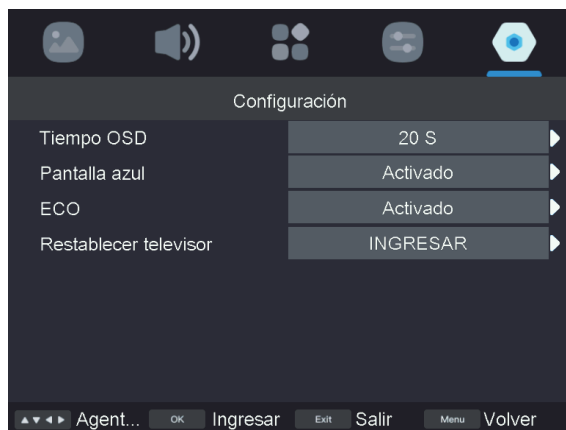 Configuración
Tiempo OSD 20 S
Pantalla azul Activado
ECO Activado
Restablecer televisor INGRESAR
Agent... OK Ingresar Exit Salir Menu Volver